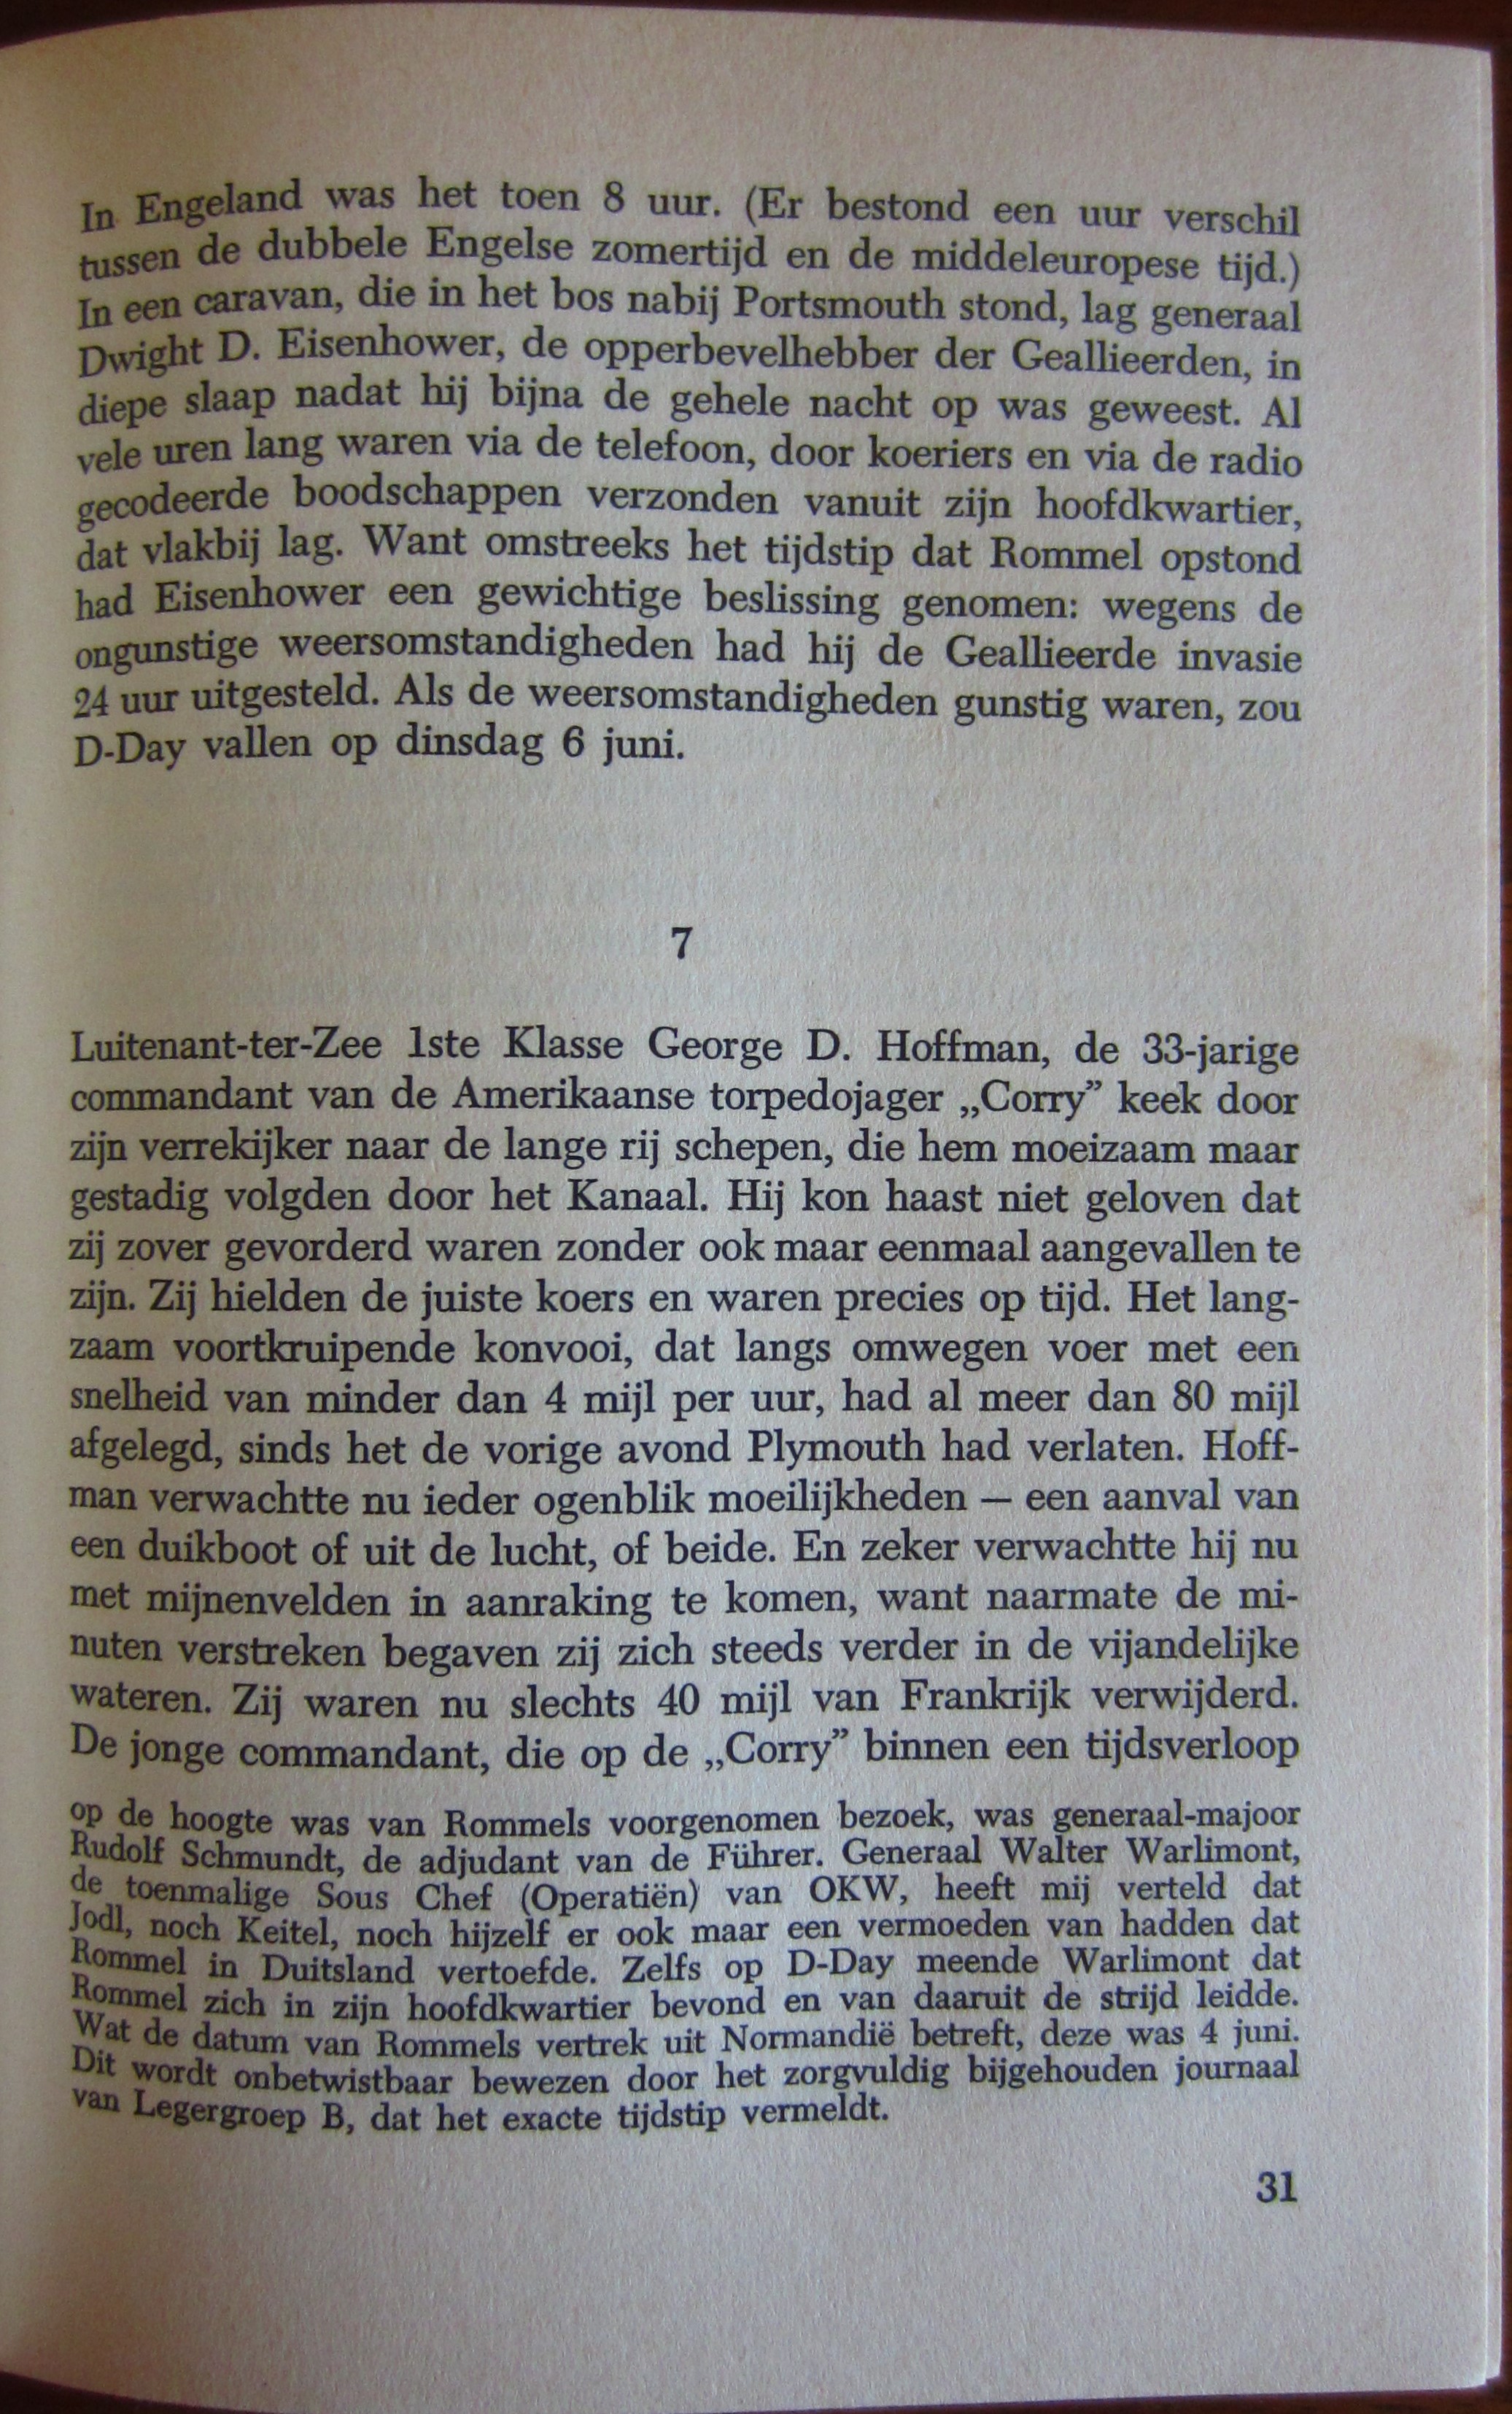 In Engeland was het toen 8 uur. (Er bestond een uur verschil
tussen de dubbele Engelse zomertijd en de middeleuropese tijd.)
In een caravan, die in het bos nabij Portsmouth stond, lag generaal
Dwight D. Eisenhower, de opperbevelhebber der Geallieerden, in
diepe slaap nadat hij bijna de gehele nacht op was geweest. Al
vele uren lang waren via de telefoon, door koeriers en via de radio
gecodeerde boodschappen verzonden vanuit zijn hoofdkwartier,
dat vlakbij lag. Want omstreeks het tijdstip dat Rommel opstond
had Eisenhower een gewichtige beslissing genomen: wegens de
ongunstige weersomstandigheden had hij de Geallieerde invasie
24 uur uitgesteld. Als de weersomstandigheden gunstig waren, zou
D-Day vallen op dinsdag 6 juni.
7
Luitenant-ter-Zee 1ste Klasse George D. Hoffman, de 33-jarige
commandant van de Amerikaanse torpedojager „Corry” keek door
zijn verrekijker naar de lange rij schepen, die hem moeizaam maar
gestadig volgden door het Kanaal. Hij kon haast niet geloven dat
zij zover gevorderd waren zonder ook maar eenmaal aangevallen te
zijn. Zij hielden de juiste koers en waren precies op tijd. Het lang-
zaam voortkruipende konvooi, dat langs omwegen voer met een
snelheid van minder dan 4 mijl per uur, had al meer dan 80 mijl
afgelegd, sinds het de vorige avond Plymouth had verlaten. Hoff-
man verwachtte nu ieder ogenblik moeilijkheden — een aanval van
een duikboot of uit de lucht, of beide. En zeker verwachtte hij nu
met mijnenvelden in aanraking te komen, want naarmate de mi-
nuten verstreken begaven zij zich steeds verder in de vijandelijke
wateren. Zij waren nu slechts 40 mijl van Frankrijk verwijderd.
De jonge commandant, die op de „Corry” binnen een tijdsverloop
op de hoogte was van Rommels voorgenomen bezoek, was generaal-majoor
Rudolf Schmundt, de adjudant van de Führer. Generaal Walter Warlimont,
de toenmalige Sous Chef (Operatiën) van OKW, heeft mij verteld dat
Jodl, noch Keitel, noch hijzelf er ook maar een vermoeden van hadden dat
Rommel in Duitsland vertoefde. Zelfs op D-Day meende Warlimont dat
Rommel zich in zijn hoofdkwartier bevond en van daaruit de strijd leidde.
Wat de datum van Rommels vertrek uit Normandië betreft, deze was 4 juni.
Dit wordt onbetwistbaar bewezen door het zorgvuldig bijgehouden journaal
van Legergroep B, dat het exacte tijdstip vermeldt.
31